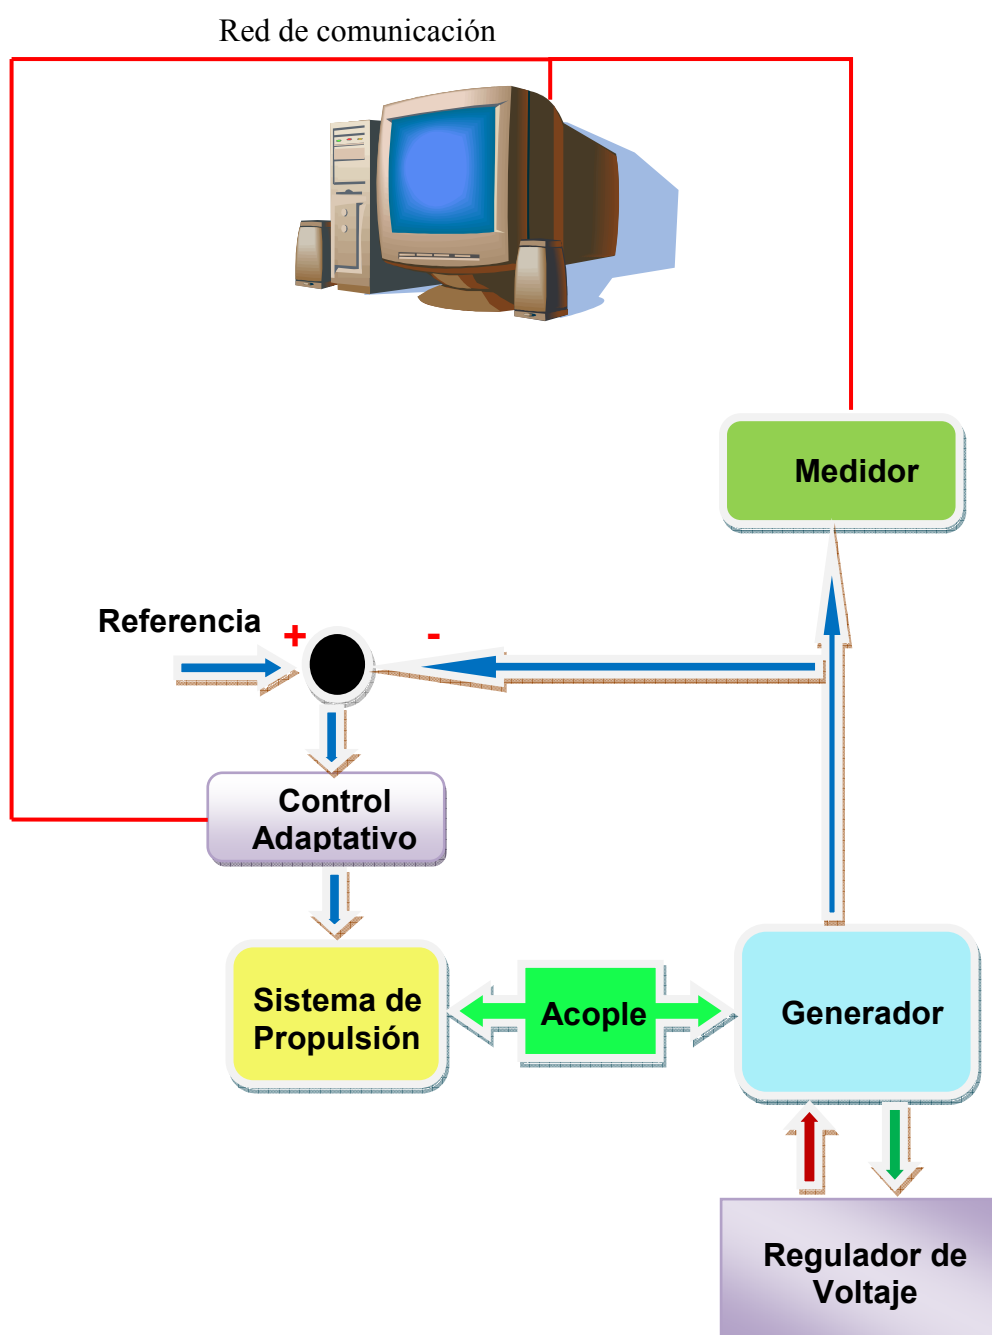 Red de comunicación
Medidor
Referencia
+
-
Control
Adaptativo
Sistema de
Propulsión
Acople
Generador
Regulador de
Voltaje